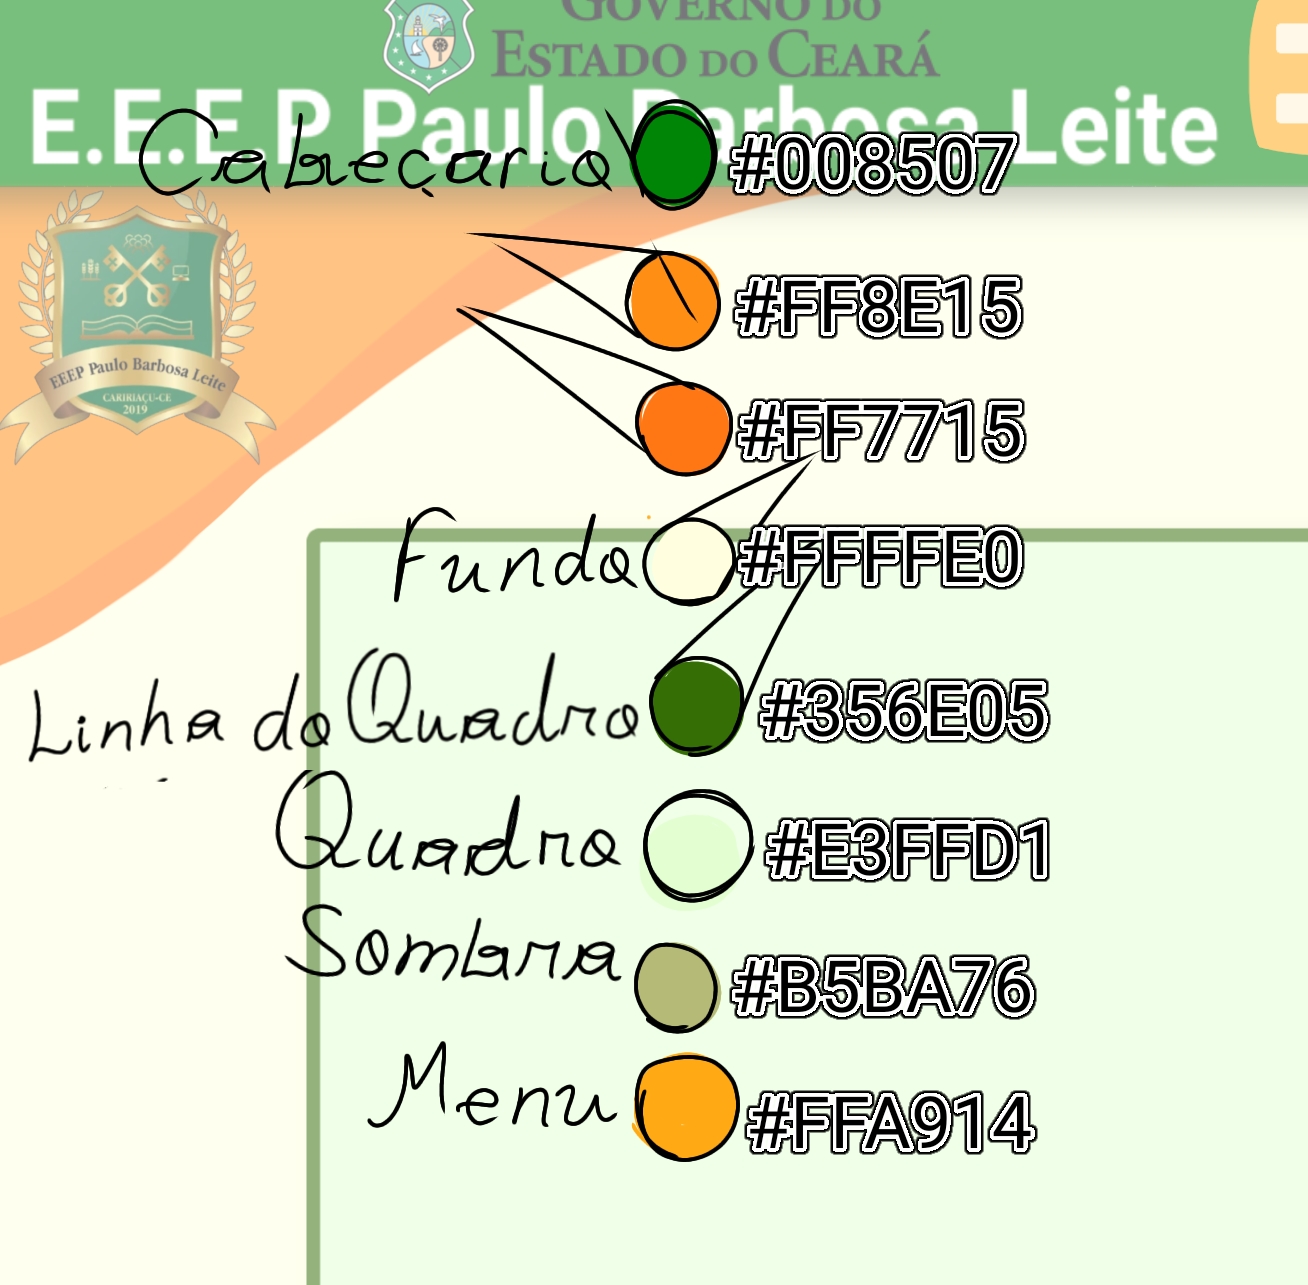 GOVERNO DO
ESTADO DO CEARÁ
E.E.E.P Paulo Barbosa Leite
Cabeçario #008507
EEEP Paulo Barbosa Leite
CARIRIAÇU-CE
2019
#FF8E15
#FF7715
Fundo #FFFFE0
Linha do Quadro #356E05
Quadro #E3FFD1
Sombra #B5BA76
Menu #FFA914